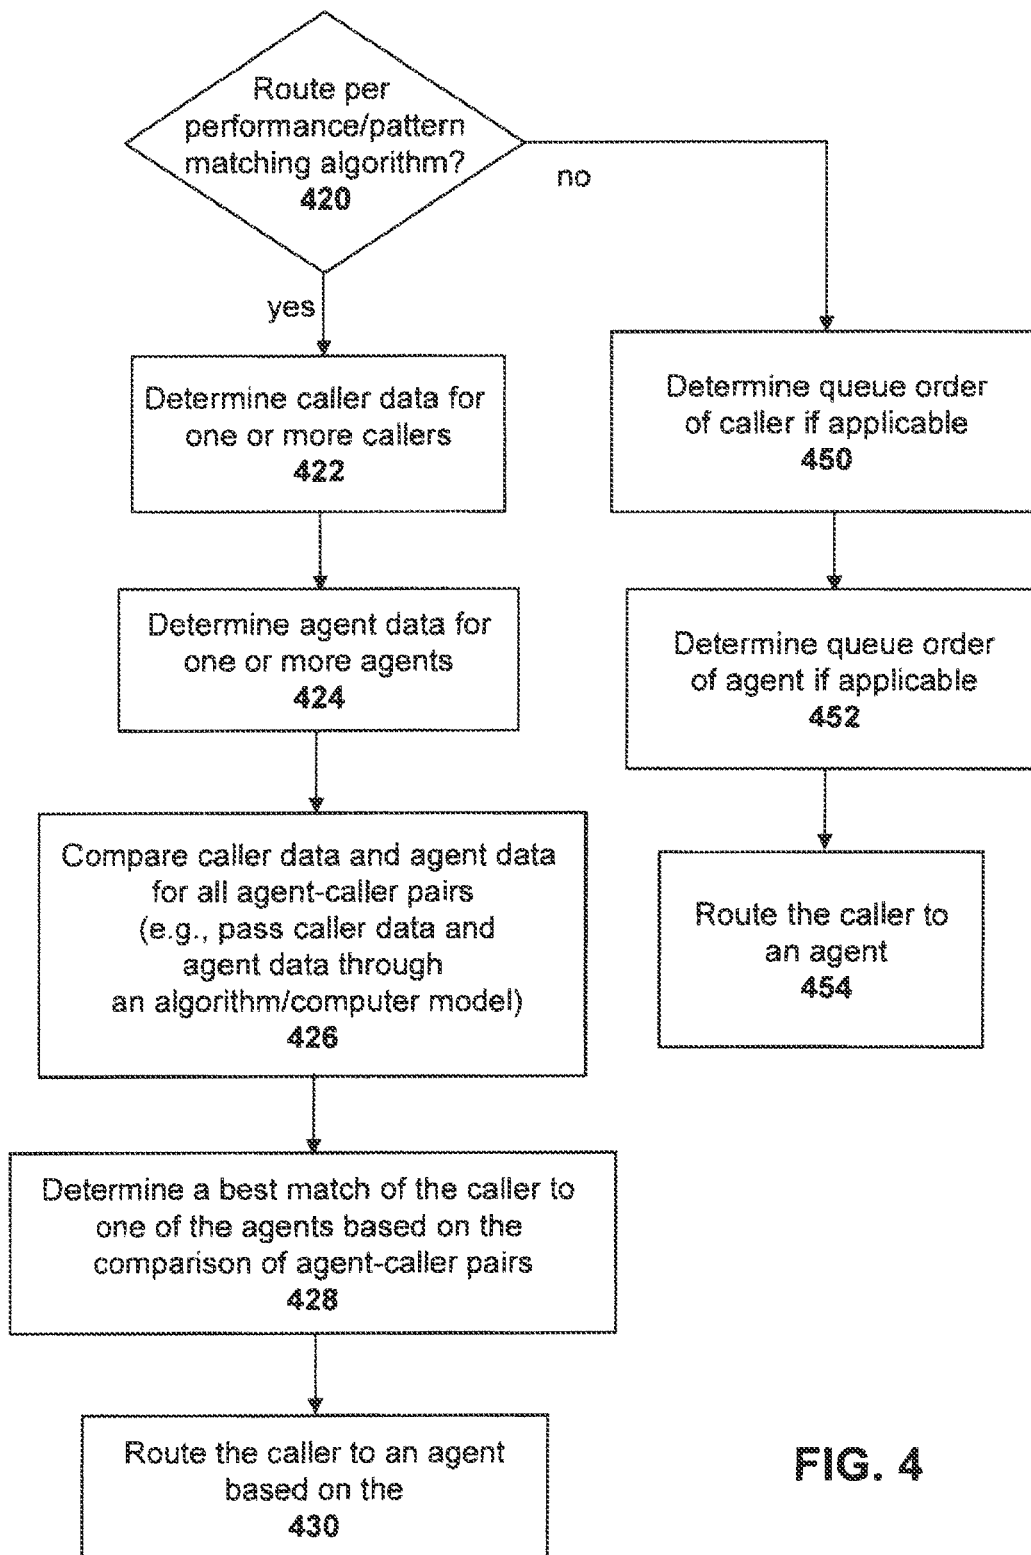 Route per
performance/pattern
matching algorithm?
420
no
yes
Determine caller data for
one or more callers
422
Determine agent data for
one or more agents
424
Compare caller data and agent data
for all agent-caller pairs
(e.g., pass caller data and
agent data through
an algorithm/computer model)
426
Determine a best match of the caller to
one of the agents based on the
comparison of agent-caller pairs
428
Route the caller to an agent
based on the
430
Determine queue order
of caller if applicable
450
Determine queue order
of agent if applicable
452
Route the caller to
an agent
454
FIG. 4